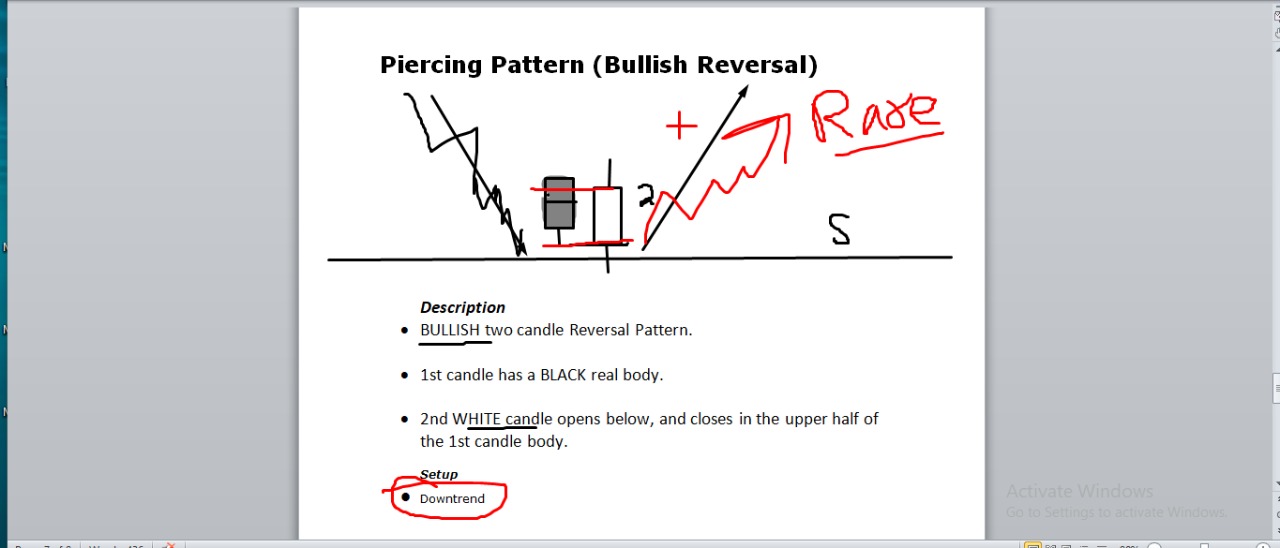 Piercing Pattern (Bullish Reversal)
+ Rare
2
S
Description
• BULLISH two candle Reversal Pattern.
• 1st candle has a BLACK real body.
• 2nd WHITE candle opens below, and closes in the upper half of
the 1st candle body.
Setup
• Downtrend
Activate Windows
Go to Settings to activate Windows.